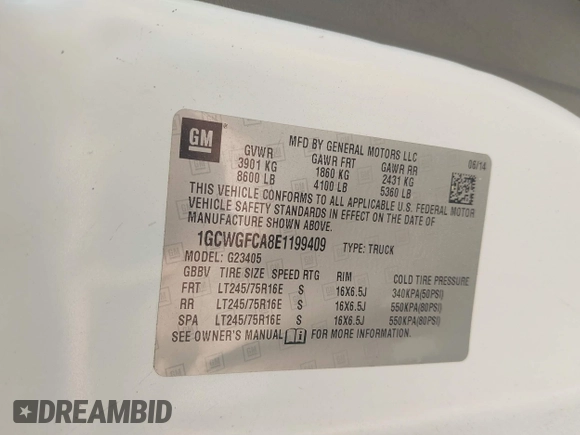 GM
MFD BY GENERAL MOTORS LLC 06/14
GVWR GAWR FRT GAWR RR
3901 KG 1860 KG 2431 KG
8600 LB 4100 LB 5360 LB
THIS VEHICLE CONFORMS TO ALL APPLICABLE U.S. FEDERAL MOTOR
VEHICLE SAFETY STANDARDS IN EFFECT ON THE DATE OF
MANUFACTURE SHOWN ABOVE.
1GCWGFCA8E1199409 TYPE: TRUCK
MODEL: G23405
GBBV TIRE SIZE SPEED RTG RIM COLD TIRE PRESSURE
FRT LT245/75R16E S 16X6.5J 340KPA(50PSI)
RR LT245/75R16E S 16X6.5J 550KPA(80PSI)
SPA LT245/75R16E S 16X6.5J 550KPA(80PSI)
SEE OWNER'S MANUAL FOR MORE INFORMATION.
DREAMBID